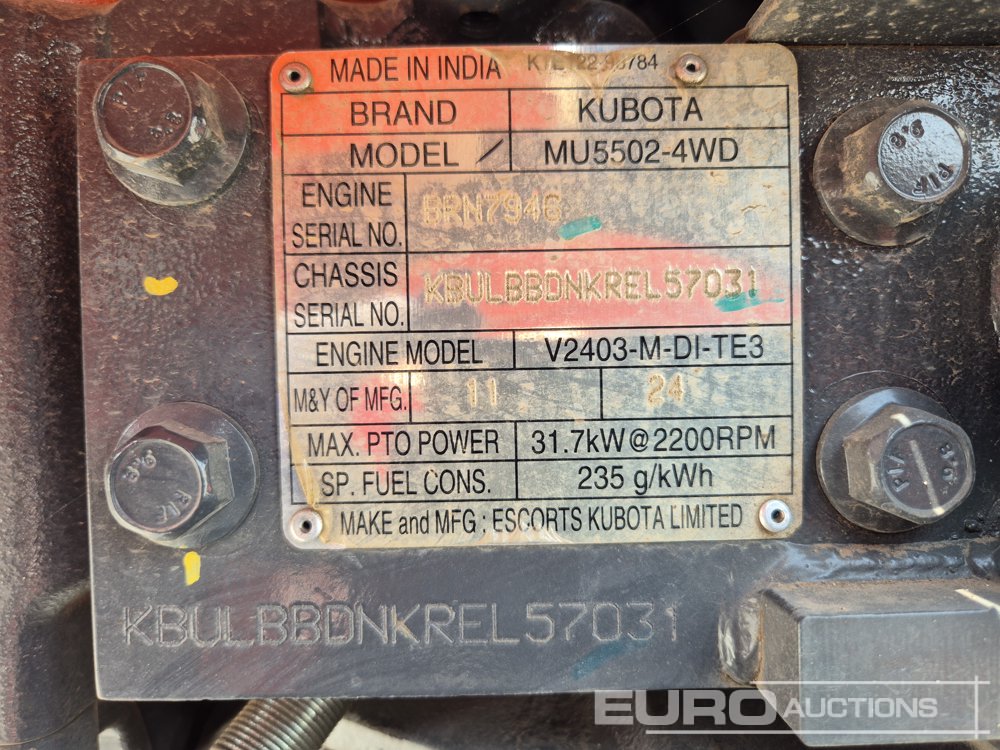 MADE IN INDIA
BRAND KUBOTA
MODEL / MU5502-4WD
ENGINE
SERIAL NO. BRN7946
CHASSIS
SERIAL NO. KBULBBDNKREL57031
ENGINE MODEL V2403-M-DI-TE3
M&Y OF MFG. 11 24
MAX. PTO POWER 31.7kW@2200RPM
SP. FUEL CONS. 235 g/kWh
MAKE and MFG : ESCORTS KUBOTA LIMITED
KBULBBDNKREL57031
EURO AUCTIONS